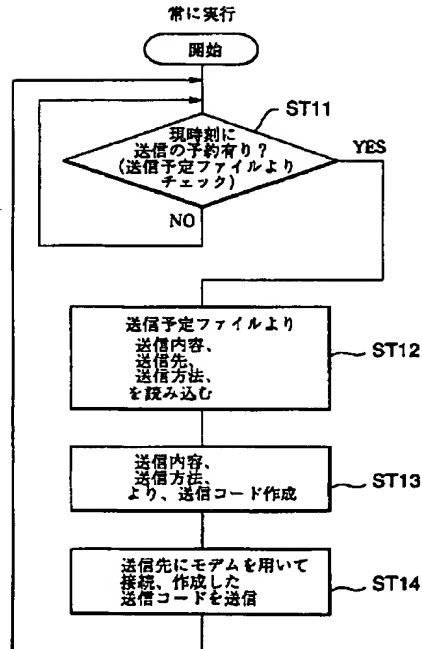 常に実行
開始
ST11
現時刻に
送信の予約有り？
(送信予定ファイルより
チェック)
YES
NO
送信予定ファイルより
送信内容、
送信先、
送信方法、
を読み込む
ST12
送信内容、
送信方法、
より、送信コード作成
ST13
送信先にモデムを用いて
接続、作成した
送信コードを送信
ST14